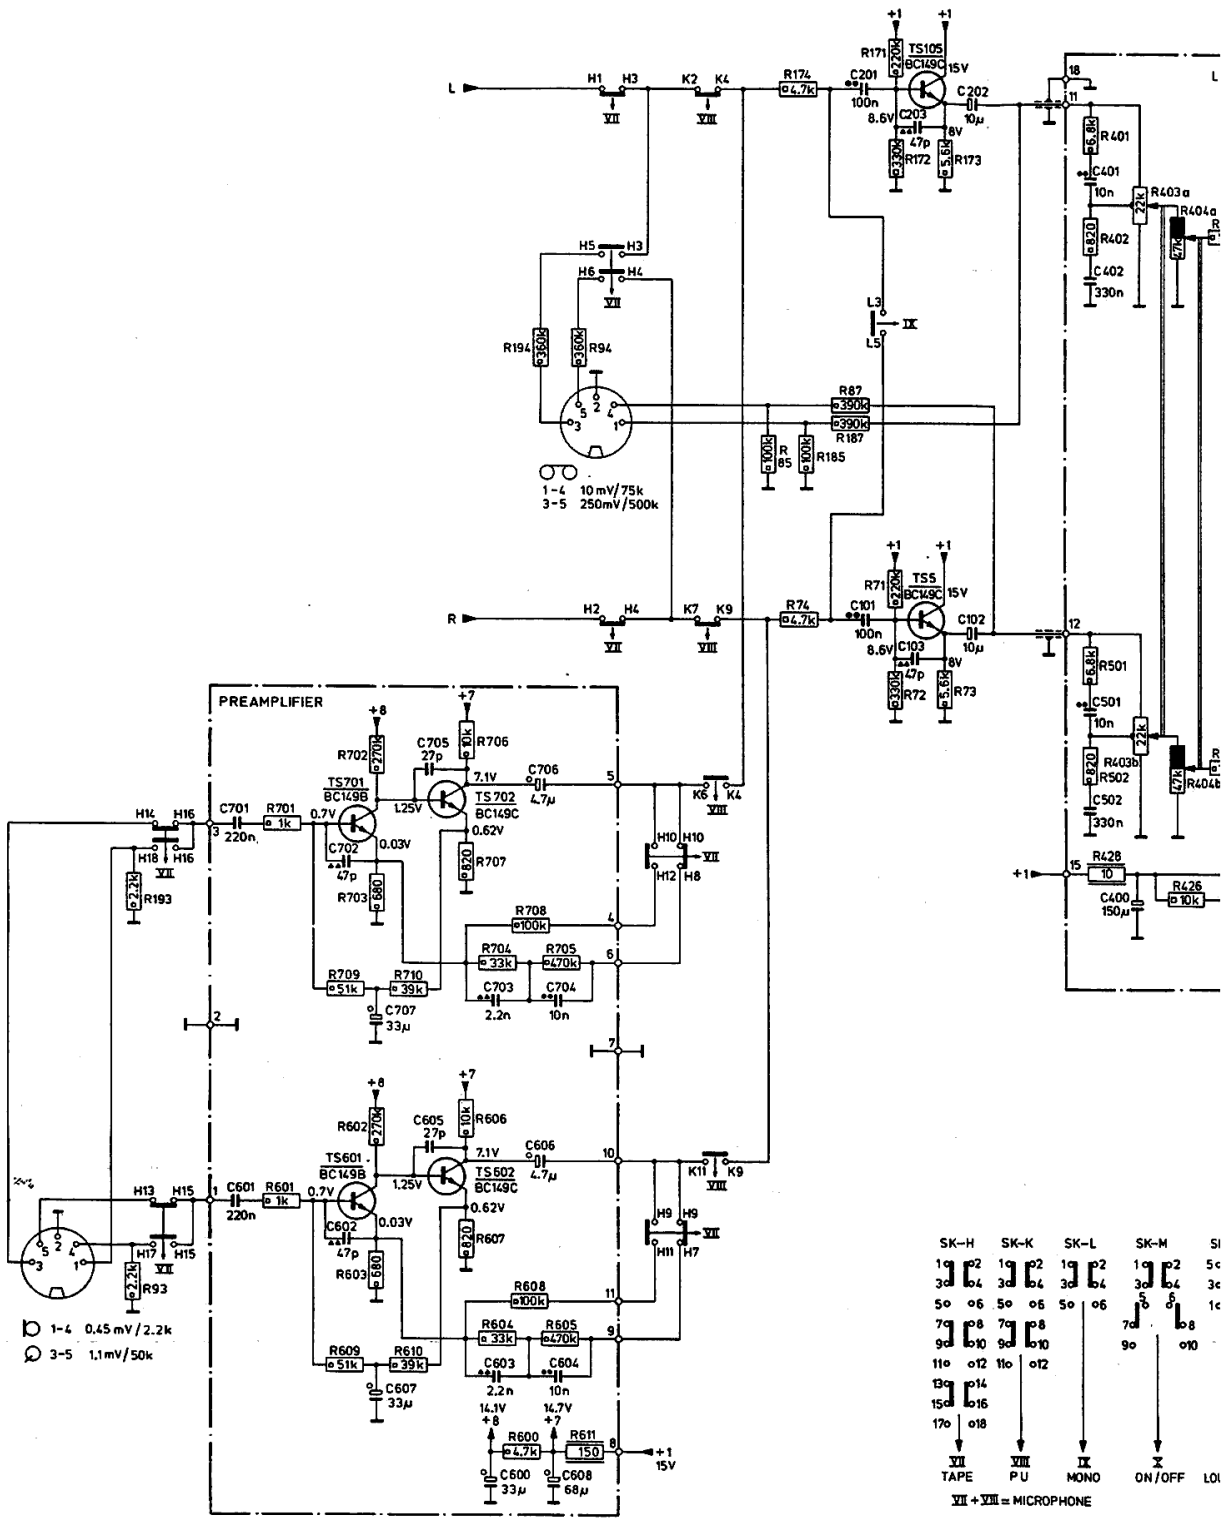 +1 +1
R171 220k TS105 BC149C 15V
L H1 H3 K2 K4 R174 4.7k C201 100n C202 10µ 18 L
VII VIII 8.6V C203 47p 8V 11
330k R172 5.6k R173
6.8k R401
C401 10n
R403a 22k R404a 47k R
820 R402
C402 330n
H5 H3
H6 H4
VII
L3 IX L5
R194 360k 360k R94
5 2 4 3 1
R87 390k
390k R187
100k R 85 100k R185
1-4 10mV/75k
3-5 250mV/500k
+1 +1
R71 220k TS5 BC149C 15V
R H2 H4 K7 K9 R74 4.7k C101 100n C102 10µ 12
VII VIII 8.6V C103 47p 8V
330k R72 5.6k R73
6.8k R501
C501 10n
22k R403b 47k R404b R
820 R502
C502 330n
+1 15 R428 10
C400 150µ R426 10k
PREAMPLIFIER
+8 +7
R702 270k C705 27p 10k R706
TS701 BC149B 7.1V C706 4.7µ 5 K6 K4 VIII
1.25V TS702 BC149C
H14 H16 3 C701 220n R701 1k 0.7V 0.03V 0.62V
H18 H16 VII C702 47p 820 R707
H10 H10 VII H12 H8
2.2k R193 R703 680
R708 100k 4
R704 33k R705 470k 6
R709 51k R710 39k C703 2.2n C704 10n
C707 33µ
2 7
+8 +7
R602 270k C605 27p 10k R606
TS601 BC149B 7.1V C606 4.7µ 10 K11 K9 VIII
1.25V TS602 BC149C
H13 H15 1 C601 220n R601 1k 0.7V 0.03V 0.62V
H17 H15 VII C602 47p 820 R607
H9 H9 VII H11 H7
5 2 4 3 1
2.2k R93 R603 680
R608 100k 11
R604 33k R605 470k 9
1-4 0.45mV/2.2k
3-5 1.1mV/50k
R609 51k R610 39k C603 2.2n C604 10n
C607 33µ
14.1V +8 14.7V +7
R600 4.7k R611 150 8 +1 15V
C600 33µ C608 68µ
SK-H SK-K SK-L SK-M
1 2 1 2 1 2 1 2 5
3 4 3 4 3 4 3 4 3
5 6 5 6 5 6 5 6 1
7 8 7 8 7 8
9 10 9 10 9 10
11 12 11 12
13 14
15 16
17 18
VII VIII IX X
TAPE PU MONO ON/OFF LOU
VII + VIII = MICROPHONE